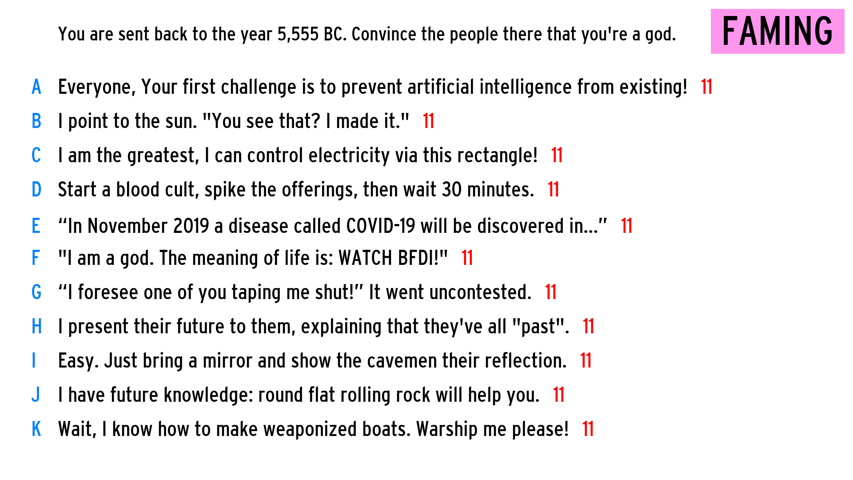 You are sent back to the year 5,555 BC. Convince the people there that you're a god.
FAMING
A Everyone, Your first challenge is to prevent artificial intelligence from existing! 11
B I point to the sun. "You see that? I made it." 11
C I am the greatest, I can control electricity via this rectangle! 11
D Start a blood cult, spike the offerings, then wait 30 minutes. 11
E “In November 2019 a disease called COVID-19 will be discovered in...” 11
F "I am a god. The meaning of life is: WATCH BFDI!" 11
G “I foresee one of you taping me shut!” It went uncontested. 11
H I present their future to them, explaining that they've all "past". 11
I Easy. Just bring a mirror and show the cavemen their reflection. 11
J I have future knowledge: round flat rolling rock will help you. 11
K Wait, I know how to make weaponized boats. Warship me please! 11